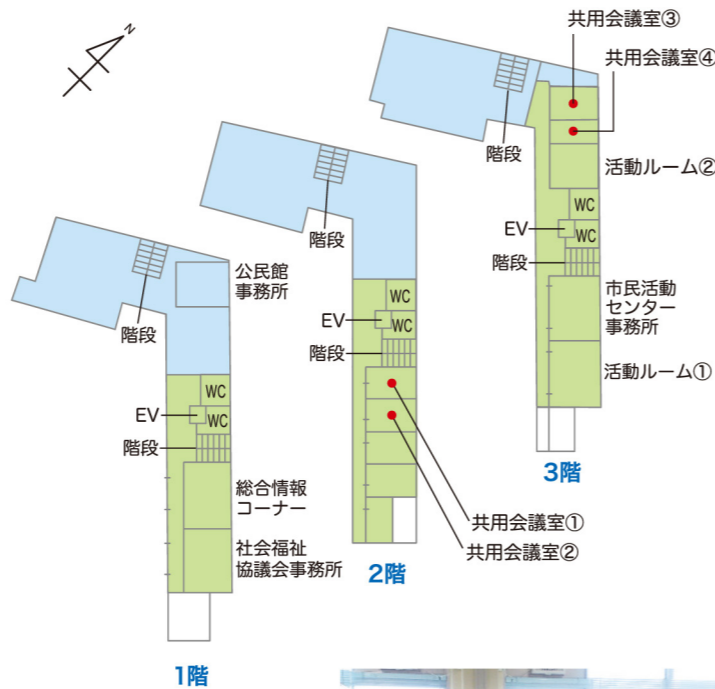 N
共用会議室③
共用会議室④
階段
活動ルーム②
WC
EV
WC
階段
市民活動
センター
事務所
活動ルーム①
3階
階段
WC
EV
WC
階段
共用会議室①
共用会議室②
2階
公民館
事務所
階段
WC
EV
WC
階段
総合情報
コーナー
社会福祉
協議会事務所
1階